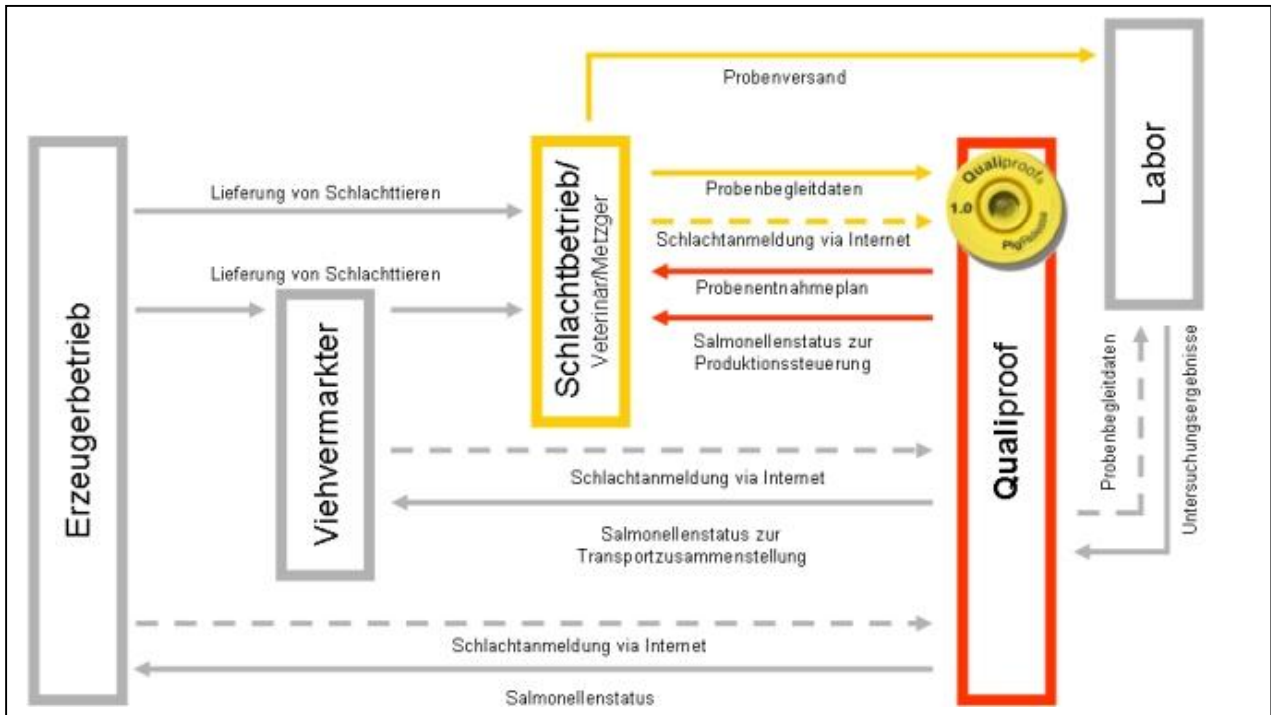 Probenversand
Labor
Erzeugerbetrieb
Lieferung von Schlachttieren
Lieferung von Schlachttieren
Viehvermarkter
Schlachtbetrieb/
Veterinär/Metzger
Probenbegleitdaten
Schlachtanmeldung via Internet
Probenentnahmeplan
Salmonellenstatus zur
Produktionssteuerung
Qualiproof®
1.0
PigRelease
Qualiproof
Probenbegleitdaten
Untersuchungsergebnisse
Schlachtanmeldung via Internet
Salmonellenstatus zur
Transportzusammenstellung
Schlachtanmeldung via Internet
Salmonellenstatus